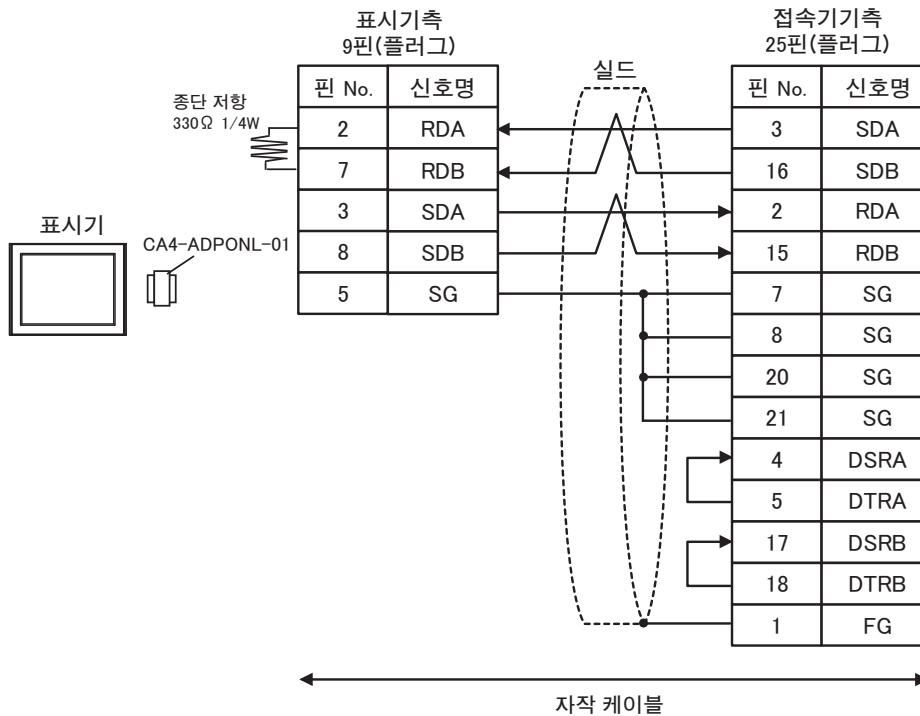 표시기측
9핀(플러그)
접속기기측
25핀(플러그)
실드
종단 저항
330Ω 1/4W
핀 No. 신호명
2 RDA
7 RDB
3 SDA
8 SDB
5 SG
표시기
CA4-ADPONL-01
핀 No. 신호명
3 SDA
16 SDB
2 RDA
15 RDB
7 SG
8 SG
20 SG
21 SG
4 DSRA
5 DTRA
17 DSRB
18 DTRB
1 FG
자작 케이블